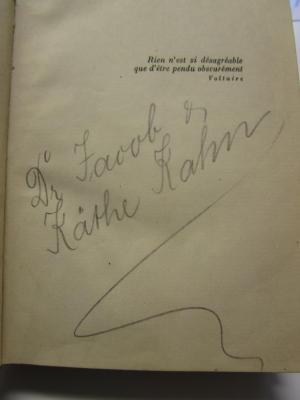 Rien n'est si désagréable
que d'être pendu obscurément
Voltaire
Dr Jacob &
Käthe Kahn